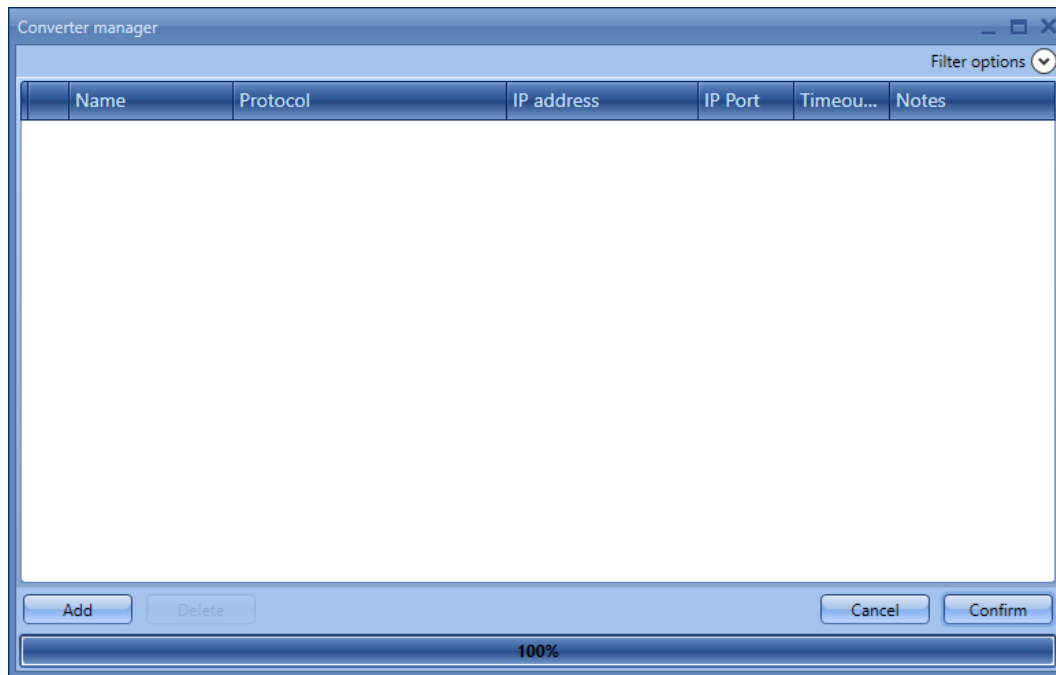 Converter manager
Filter options
Name Protocol IP address IP Port Timeou... Notes
Add Delete Cancel Confirm
100%